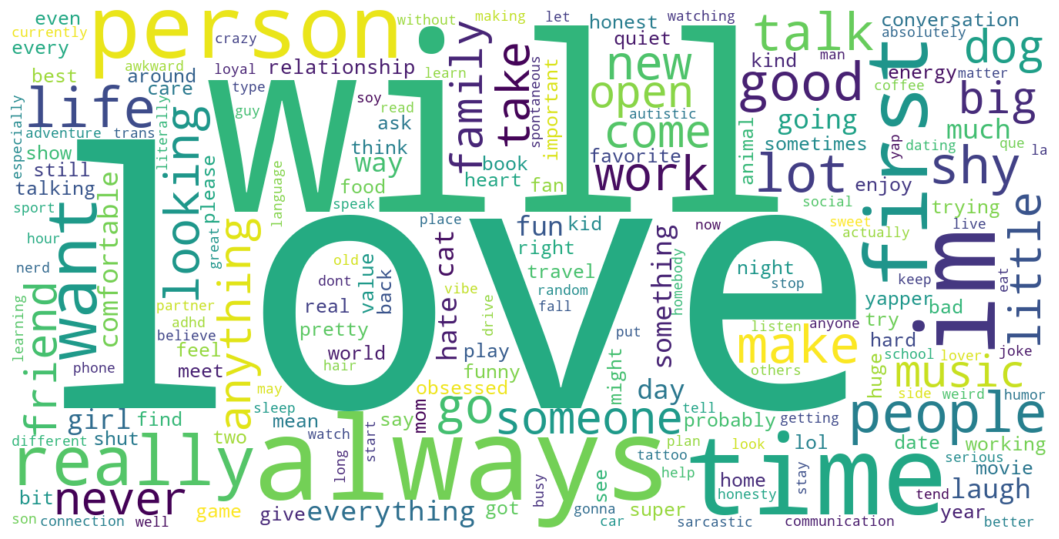 currently even person will let watching honest talk conversation absolutely
every crazy without making quiet man dog
awkward loyal relationship learn new kind energy matter
best around type family take spontaneous important open autistic good coffee big
life care guy soy read ask come animal going first much que la
especially adventure trans literally looking think book favorite sometimes yap dating
show still way heart work lot enjoy shy
talking want please great language food fan social
sport comfortable speak love place fun kid now trying sweet live im little
hour old right actually
nerd friend anything real dont value back vibe hate cat travel something homebody night stop keep eat
partner adhd random yapper bad
learning believe pretty drive fall listen anyone try hard
feel world play put make huge school lover joke
phone meet hair funny might others music
may obsessed day side weird humor
girl find sleep mean say mom go someone tell probably getting people
different shut two watch start plan look lol date working
really always long tattoo time movie serious
bit never busy see help home stay tend laugh
son connection well game give everything got gonna car super honesty sarcastic communication year better